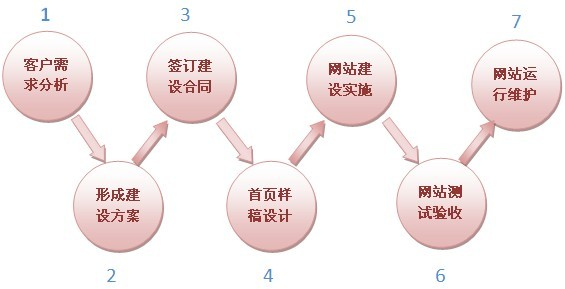 1
客户需
求分析
2
形成建
设方案
3
签订建
设合同
4
首页样
稿设计
5
网站建
设实施
6
网站测
试验收
7
网站运
行维护